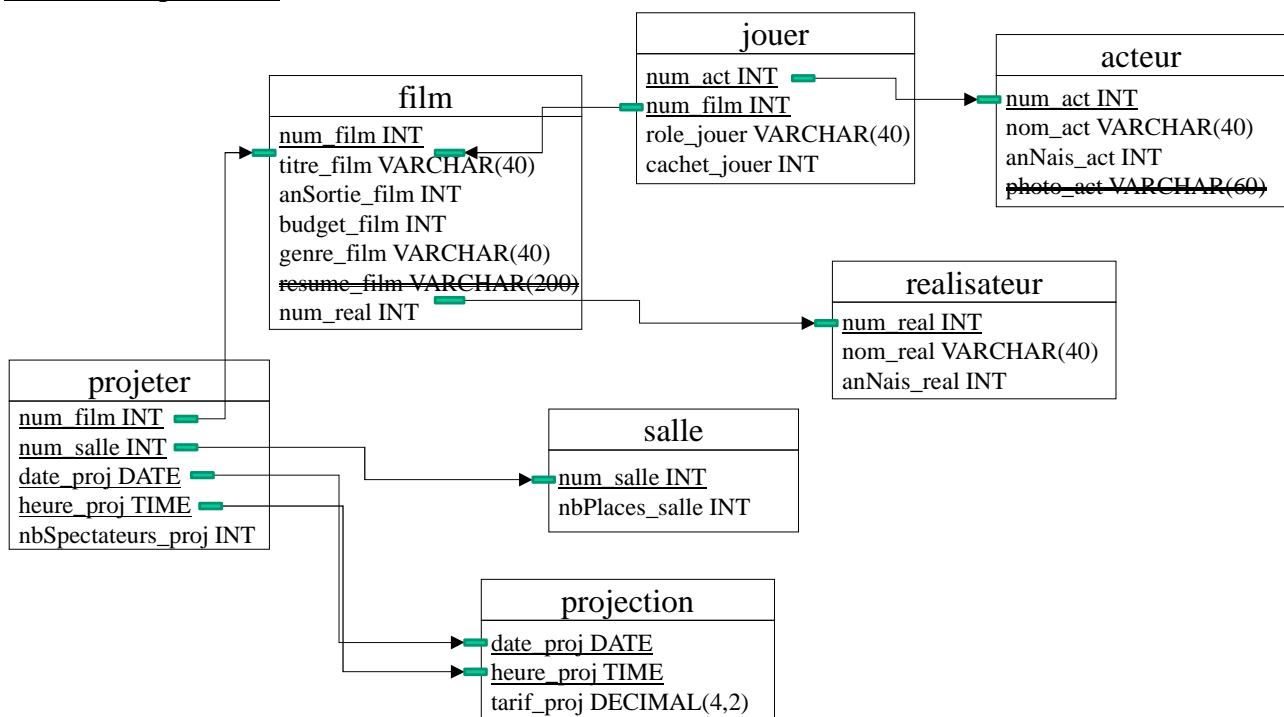 jouer
num_act INT
num_film INT
role_jouer VARCHAR(40)
cachet_jouer INT
acteur
num_act INT
nom_act VARCHAR(40)
anNais_act INT
photo_act VARCHAR(60)
film
num_film INT
titre_film VARCHAR(40)
anSortie_film INT
budget_film INT
genre_film VARCHAR(40)
resume_film VARCHAR(200)
num_real INT
realisateur
num_real INT
nom_real VARCHAR(40)
anNais_real INT
projeter
num_film INT
num_salle INT
date_proj DATE
heure_proj TIME
nbSpectateurs_proj INT
salle
num_salle INT
nbPlaces_salle INT
projection
date_proj DATE
heure_proj TIME
tarif_proj DECIMAL(4,2)